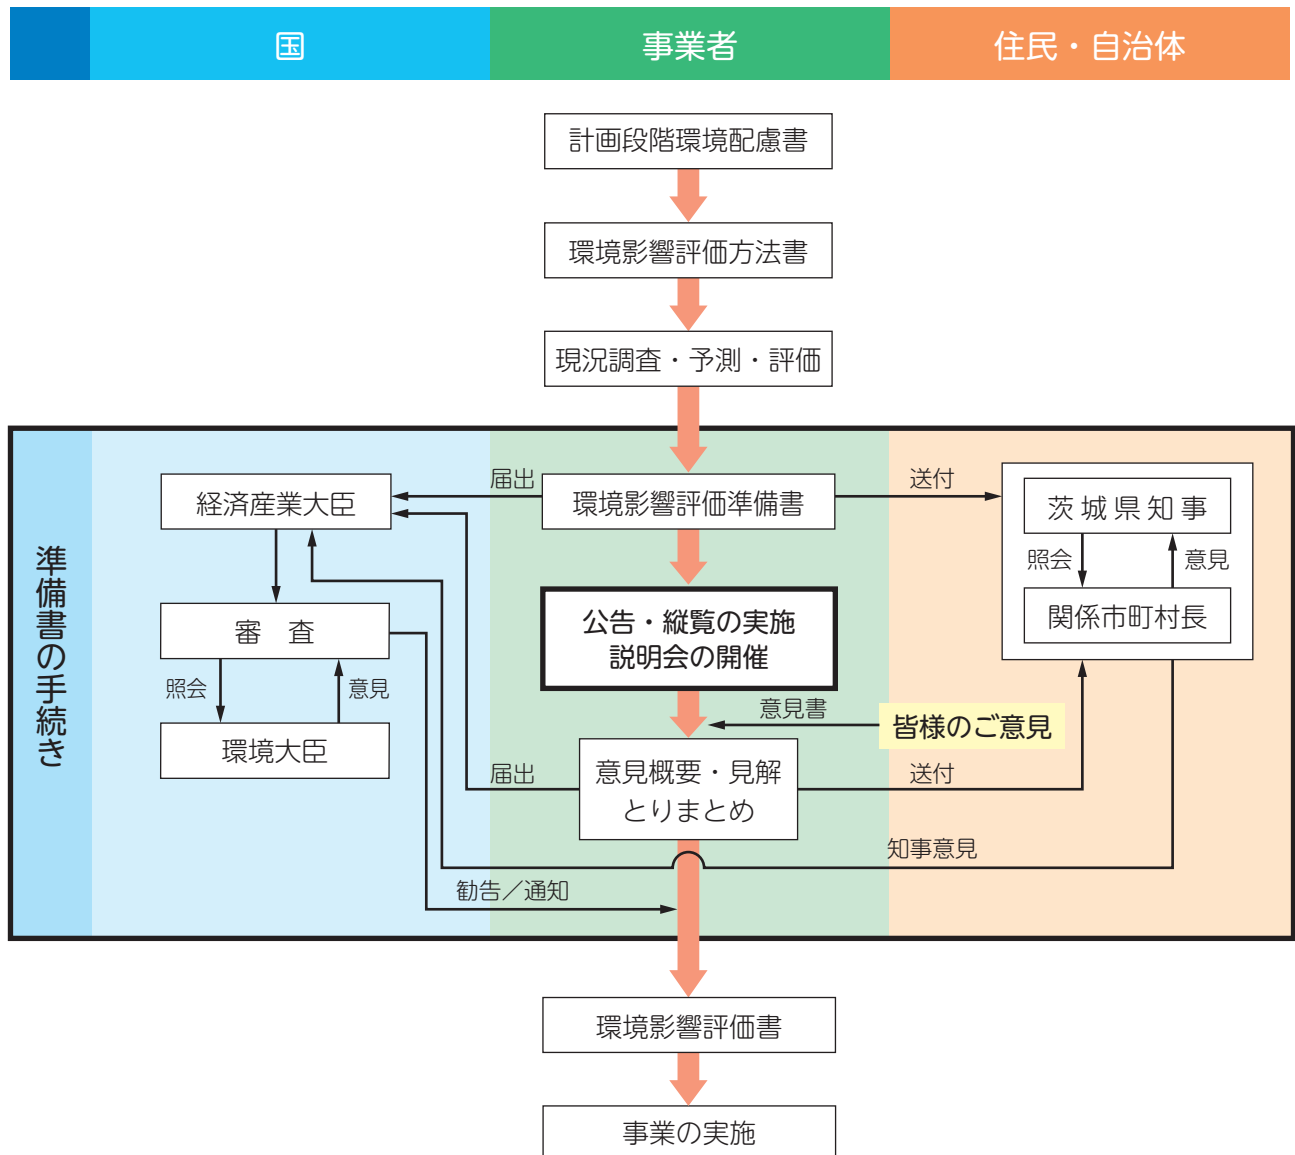 国
事業者
住民・自治体
計画段階環境配慮書
環境影響評価方法書
現況調査・予測・評価
準備書の手続き
経済産業大臣
届出
環境影響評価準備書
送付
茨城県知事
照会
意見
関係市町村長
審　査
公告・縦覧の実施
説明会の開催
照会
意見
環境大臣
意見書
皆様のご意見
届出
意見概要・見解
とりまとめ
送付
知事意見
勧告／通知
環境影響評価書
事業の実施